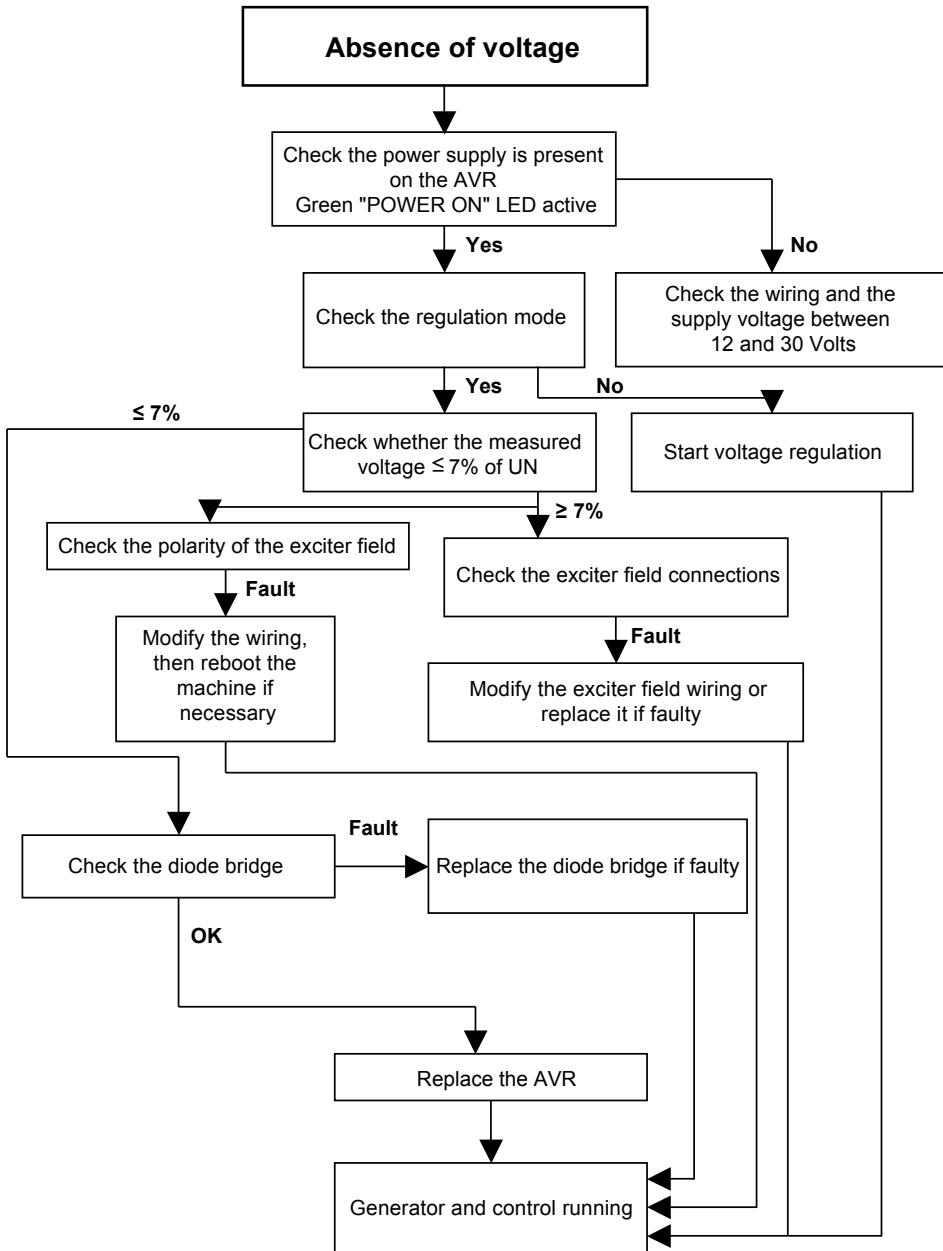 Absence of voltage
Check the power supply is present
on the AVR
Green "POWER ON" LED active
Yes
No
Check the regulation mode
Check the wiring and the
supply voltage between
12 and 30 Volts
Yes
No
≤ 7%
Check whether the measured
voltage ≤ 7% of UN
Start voltage regulation
≥ 7%
Check the polarity of the exciter field
Check the exciter field connections
Fault
Fault
Modify the wiring,
then reboot the
machine if
necessary
Modify the exciter field wiring or
replace it if faulty
Fault
Check the diode bridge
Replace the diode bridge if faulty
OK
Replace the AVR
Generator and control running